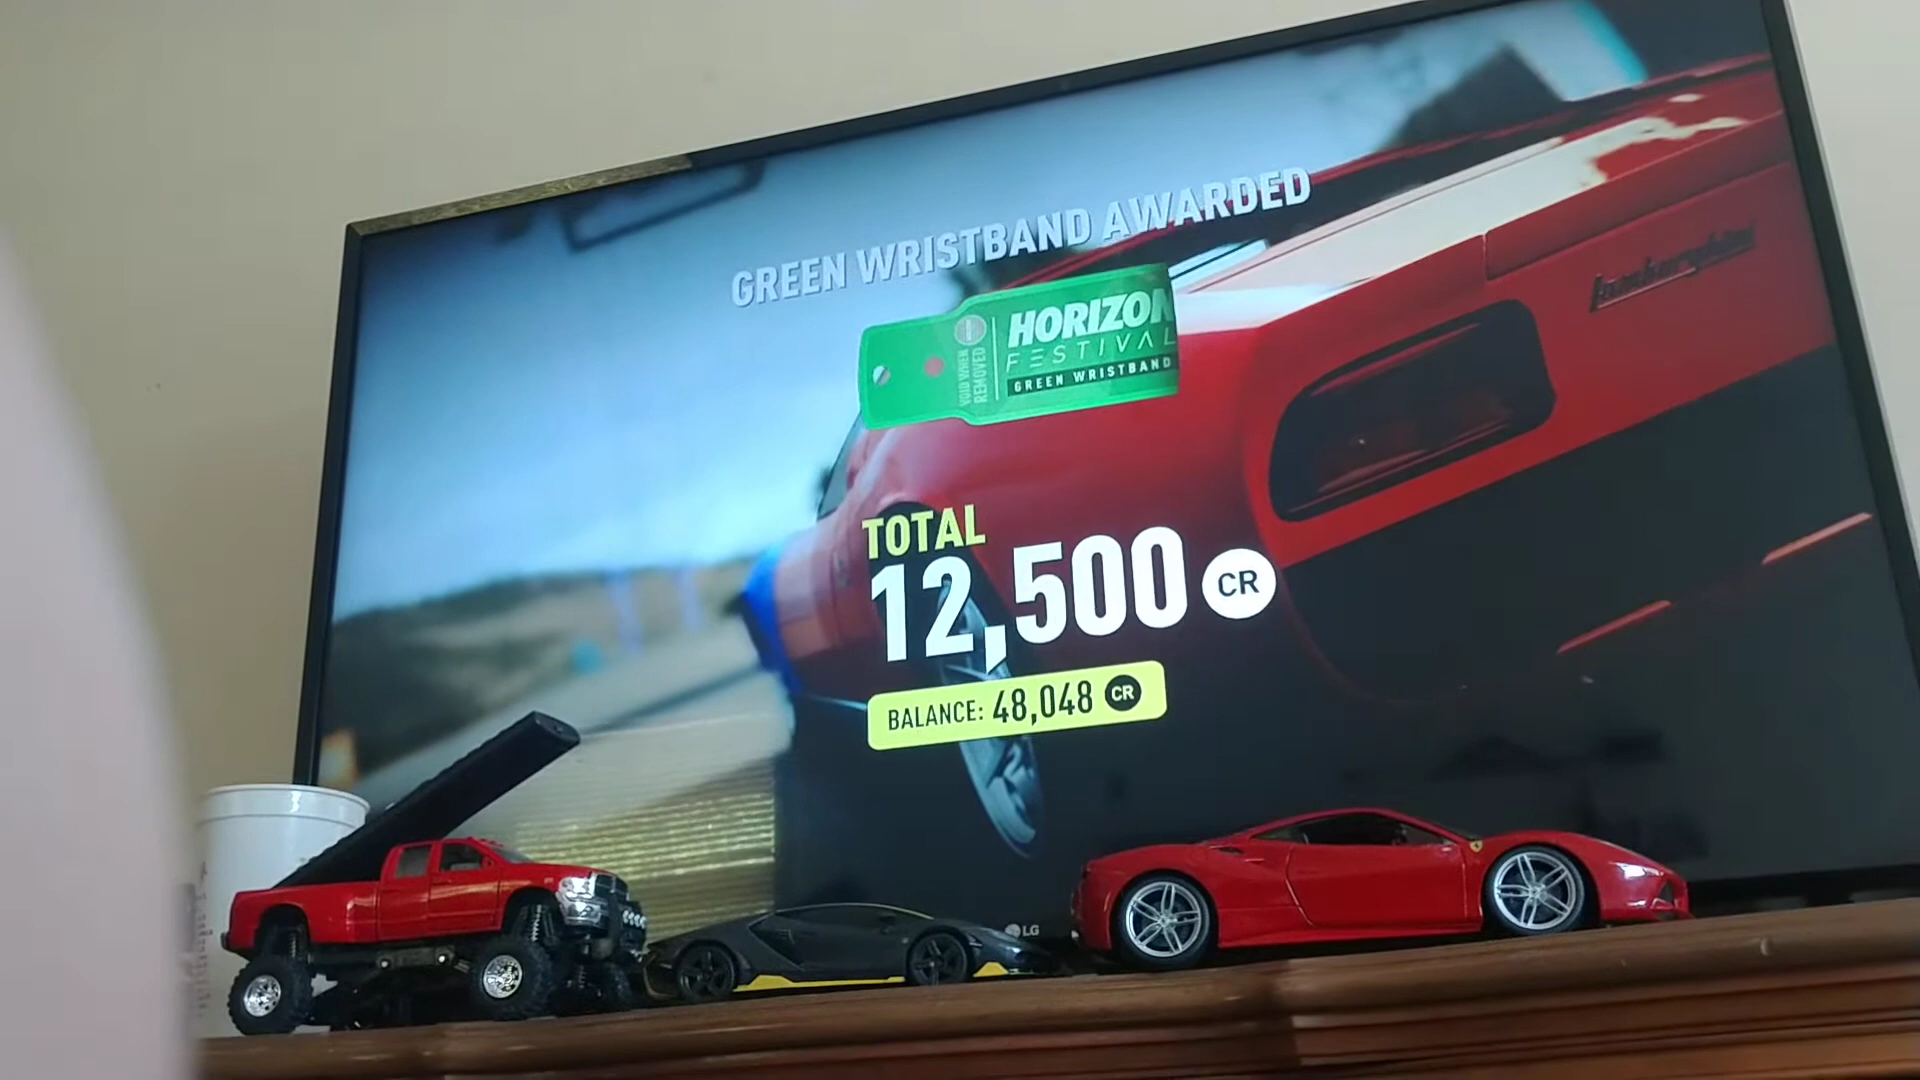 GREEN WRISTBAND AWARDED
VOID WHEN
REMOVED
HORIZON
FESTIVAL
GREEN WRISTBAND
Lamborghini
TOTAL
12,500 CR
BALANCE: 48,048 CR
LG